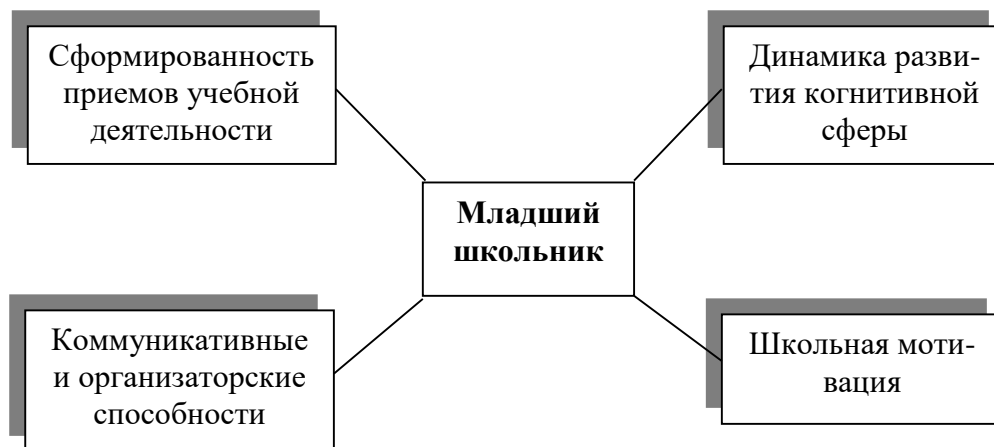 Сформированность
приемов учебной
деятельности
Динамика разви-
тия когнитивной
сферы
Младший
школьник
Коммуникативные
и организаторские
способности
Школьная моти-
вация